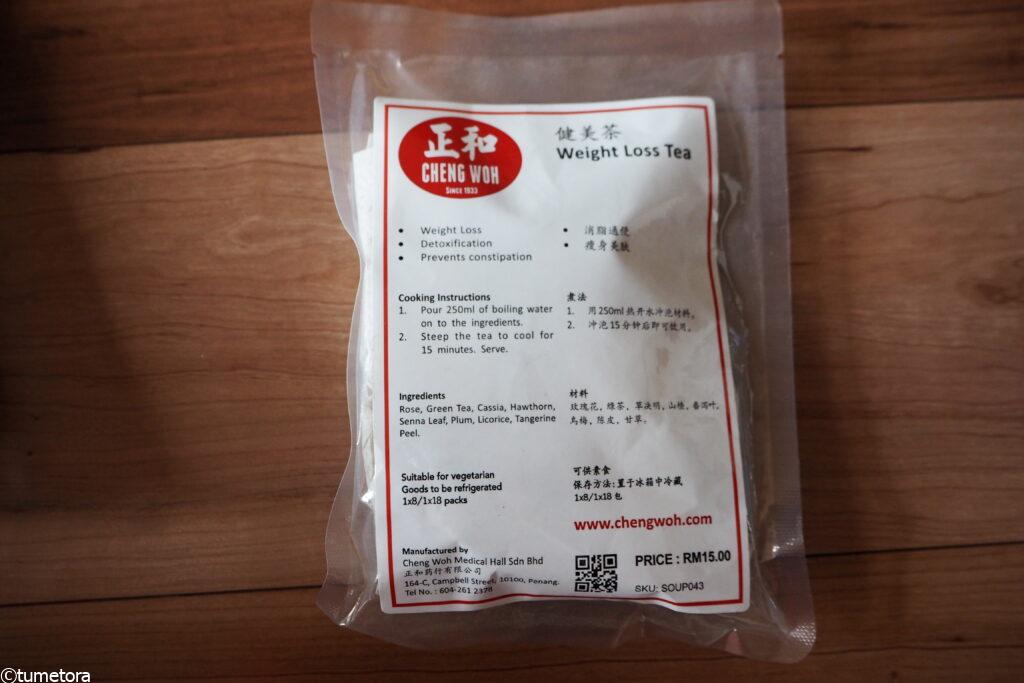 正和
CHENG WOH
SINCE 1933
健美茶
Weight Loss Tea
• Weight Loss
• Detoxification
• Prevents constipation
• 消脂通便
• 瘦身美肤
Cooking Instructions
1. Pour 250ml of boiling water
on to the ingredients.
2. Steep the tea to cool for
15 minutes. Serve.
煮法
1. 用250ml热开水冲泡材料。
2. 冲泡15分钟后即可饮用。
Ingredients
Rose, Green Tea, Cassia, Hawthorn,
Senna Leaf, Plum, Licorice, Tangerine
Peel.
材料
玫瑰花，绿茶，草决明，山楂，番泻叶，
乌梅，陈皮，甘草。
Suitable for vegetarian
Goods to be refrigerated
1x8/1x18 packs
可供素食
保存方法:置于冰箱中冷藏
1x8/1x18 包
www.chengwoh.com
Manufactured by
Cheng Woh Medical Hall Sdn Bhd
正和药行有限公司
164-C, Campbell Street, 10100, Penang.
Tel No. : 604-261 2378
PRICE : RM15.00
SKU: SOUP043
©tumetora